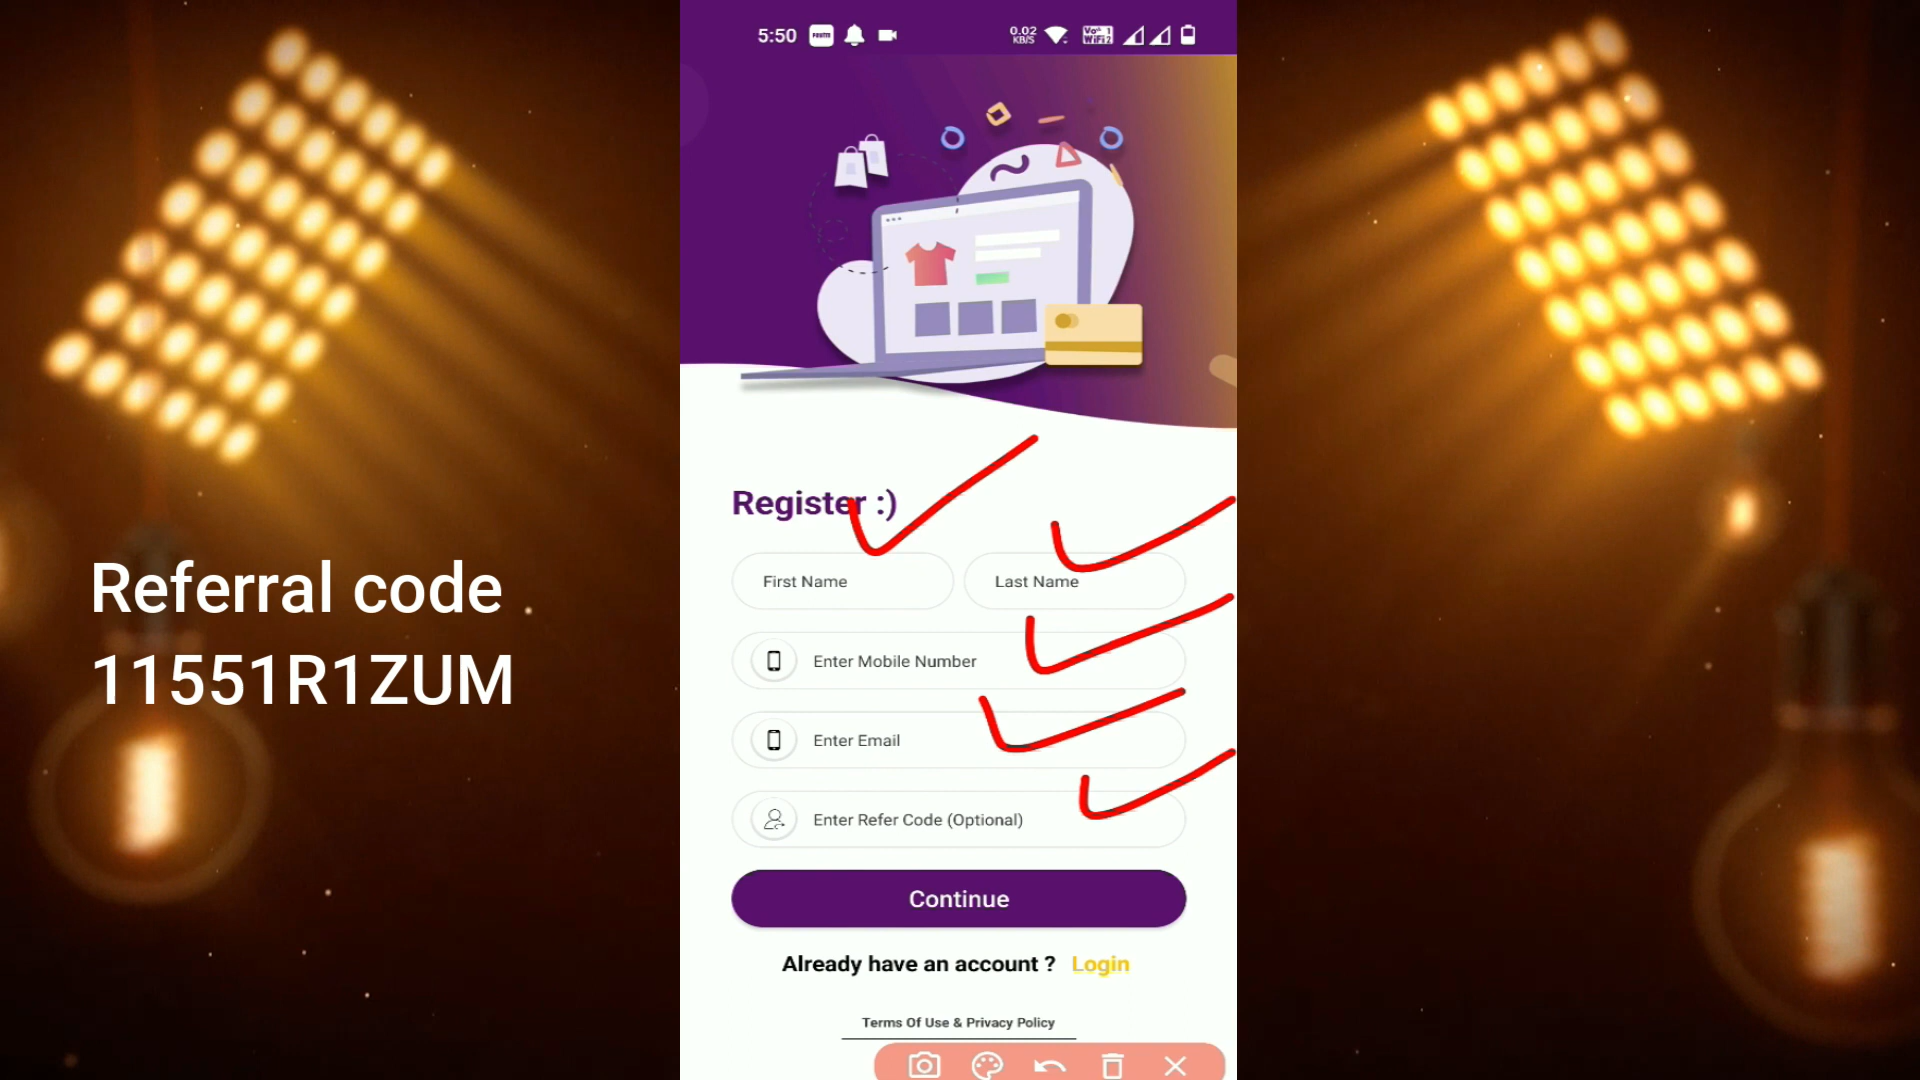 5:50
0.02
KB/S
Register :)
First Name
Last Name
Enter Mobile Number
Enter Email
Enter Refer Code (Optional)
Continue
Already have an account ? Login
Terms Of Use & Privacy Policy
Referral code
11551R1ZUM